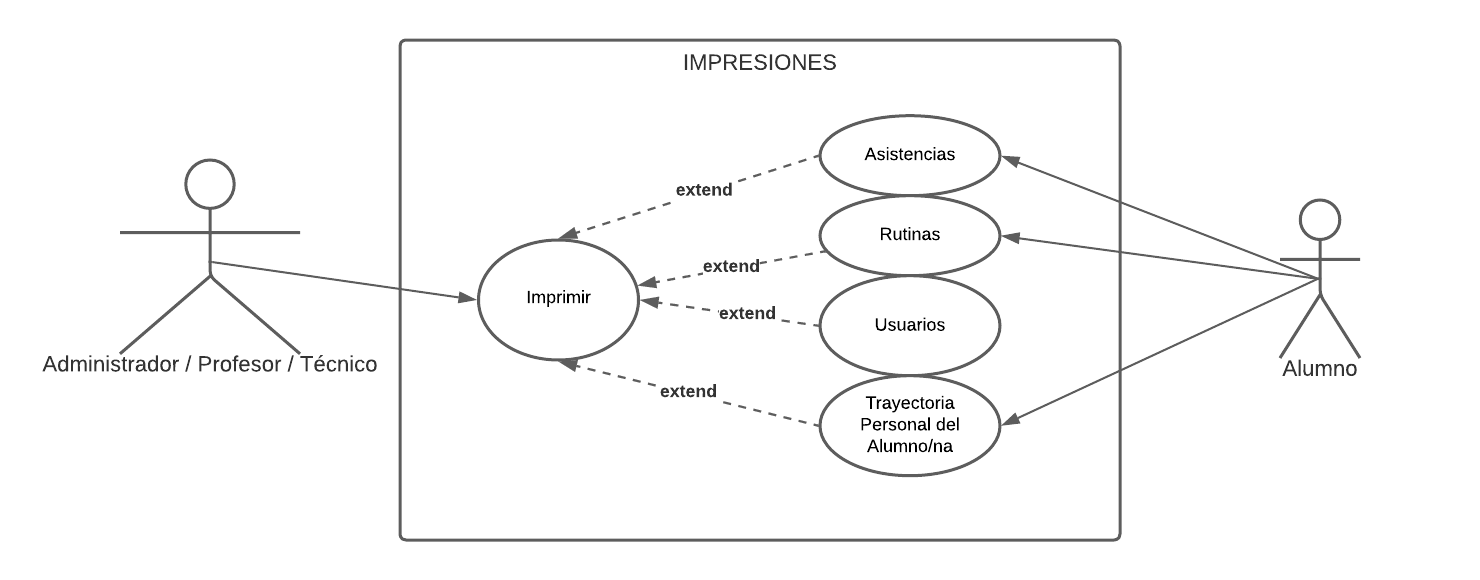 IMPRESIONES
Asistencias
extend
Rutinas
extend
Imprimir
extend
Usuarios
Administrador / Profesor / Técnico
Alumno
extend
Trayectoria
Personal del
Alumno/na